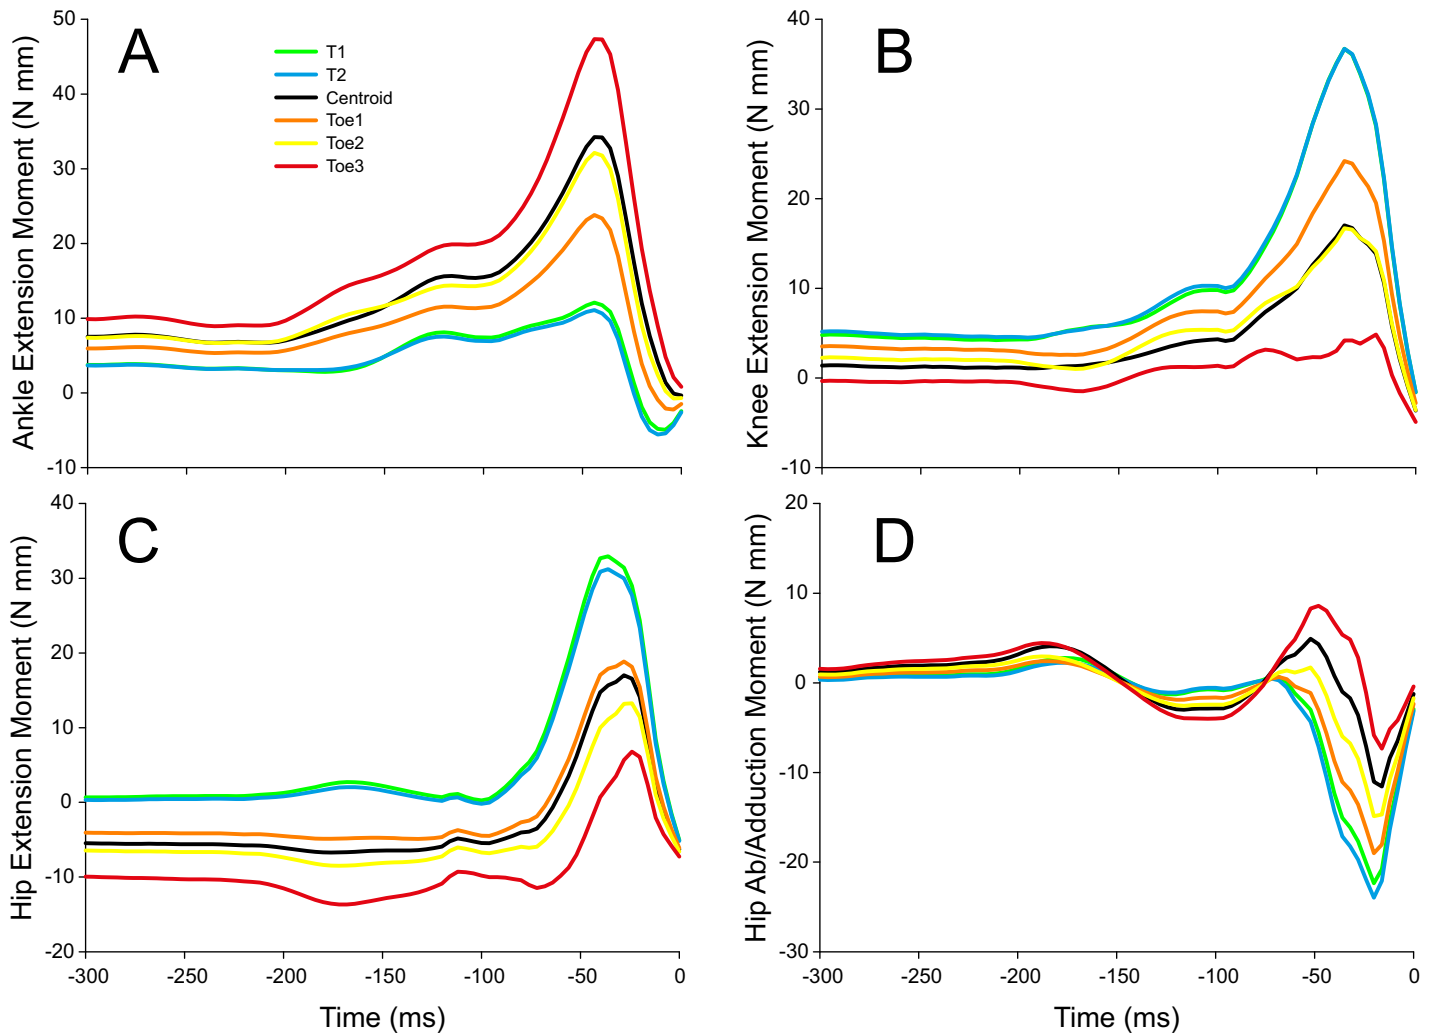 A
Ankle Extension Moment (N mm)
50
40
30
20
10
0
-10
T1
T2
Centroid
Toe1
Toe2
Toe3
B
Knee Extension Moment (N mm)
40
30
20
10
0
-10
C
Hip Extension Moment (N mm)
40
30
20
10
0
-10
-20
-300
-250
-200
-150
-100
-50
0
Time (ms)
D
Hip Ab/Adduction Moment (N mm)
20
10
0
-10
-20
-30
-300
-250
-200
-150
-100
-50
0
Time (ms)